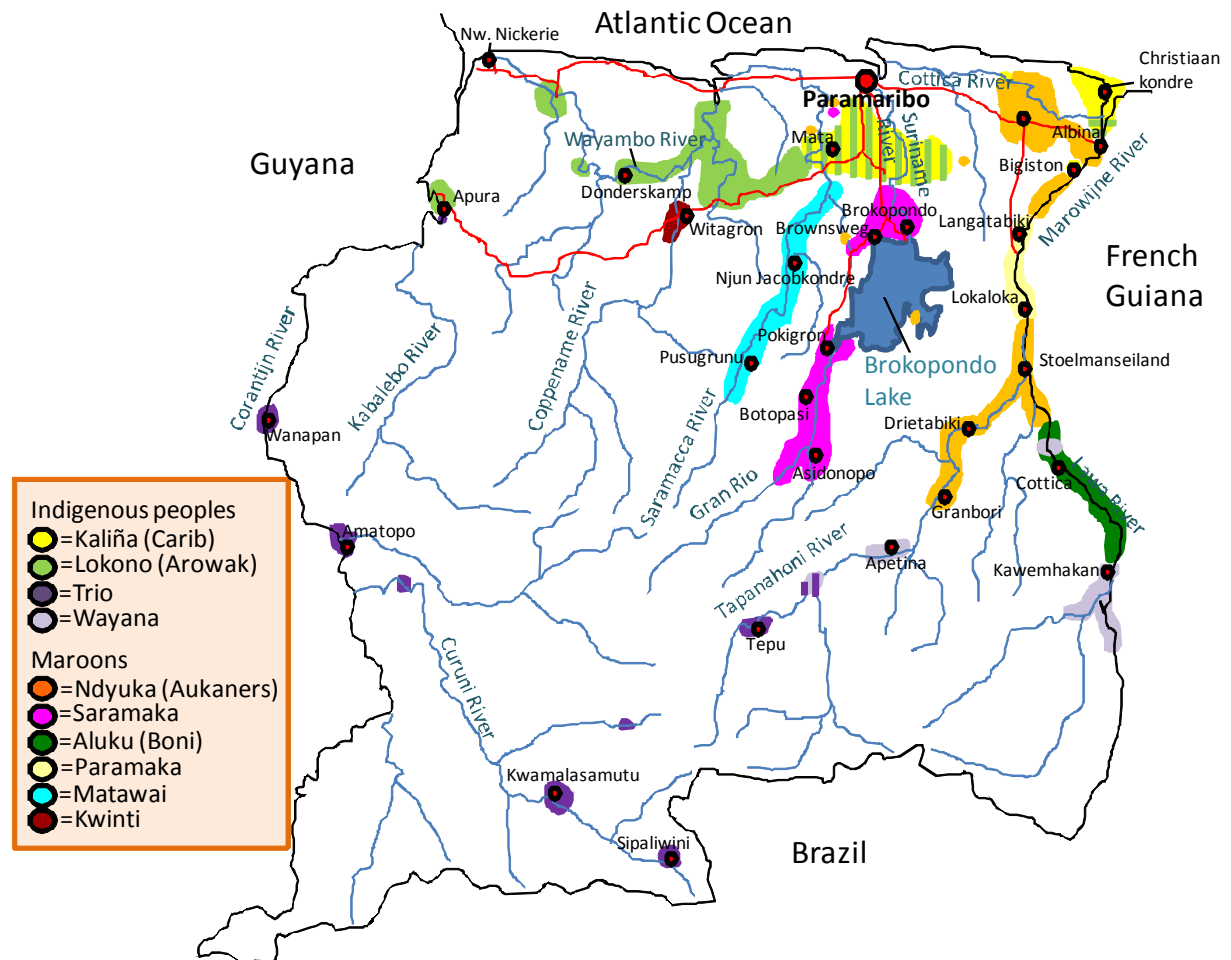 Atlantic Ocean
Nw. Nickerie
Christiaan
kondre
Cottica River
Paramaribo
Suriname
River
Wayambo River
Mata
Albina
Guyana
Bigiston
Marowijne River
Donderskamp
Apura
Brokopondo
Langatabiki
Witagron
Brownsweg
French
Guiana
Njun Jacobkondre
Lokaloka
Corantijn River
Kabalebo River
Coppename River
Pokigron
Pusugrunu
Brokopondo
Lake
Stoelmanseiland
Saramacca River
Botopasi
Drietabiki
Wanapan
Asidonopo
Gran Rio
Cottica
Lawa River
Granbori
Amatopo
Tapanahoni River
Apetina
Kawemhakan
Tepu
Curuni River
Kwamalasamutu
Sipaliwini
Brazil
Indigenous peoples
=Kaliña (Carib)
=Lokono (Arowak)
=Trio
=Wayana
Maroons
=Ndyuka (Aukaners)
=Saramaka
=Aluku (Boni)
=Paramaka
=Matawai
=Kwinti